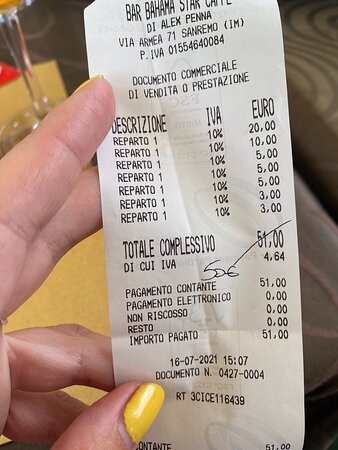 BAR BAHAMA STAR CAFFE'
DI ALEX PENNA
VIA ARMEA 71 SANREMO (IM)
P.IVA 01554640084
DOCUMENTO COMMERCIALE
DI VENDITA O PRESTAZIONE
DESCRIZIONE IVA EURO
REPARTO 1 10% 20,00
REPARTO 1 10% 10,00
REPARTO 1 10% 5,00
REPARTO 1 10% 5,00
REPARTO 1 10% 5,00
REPARTO 1 10% 3,00
REPARTO 1 10% 3,00
TOTALE COMPLESSIVO 51,00
DI CUI IVA 4,64
50€
PAGAMENTO CONTANTE 51,00
PAGAMENTO ELETTRONICO 0,00
NON RISCOSSO 0,00
RESTO 0,00
IMPORTO PAGATO 51,00
16-07-2021 15:07
DOCUMENTO N. 0427-0004
RT 3CICE116439
CONTANTE 51,00